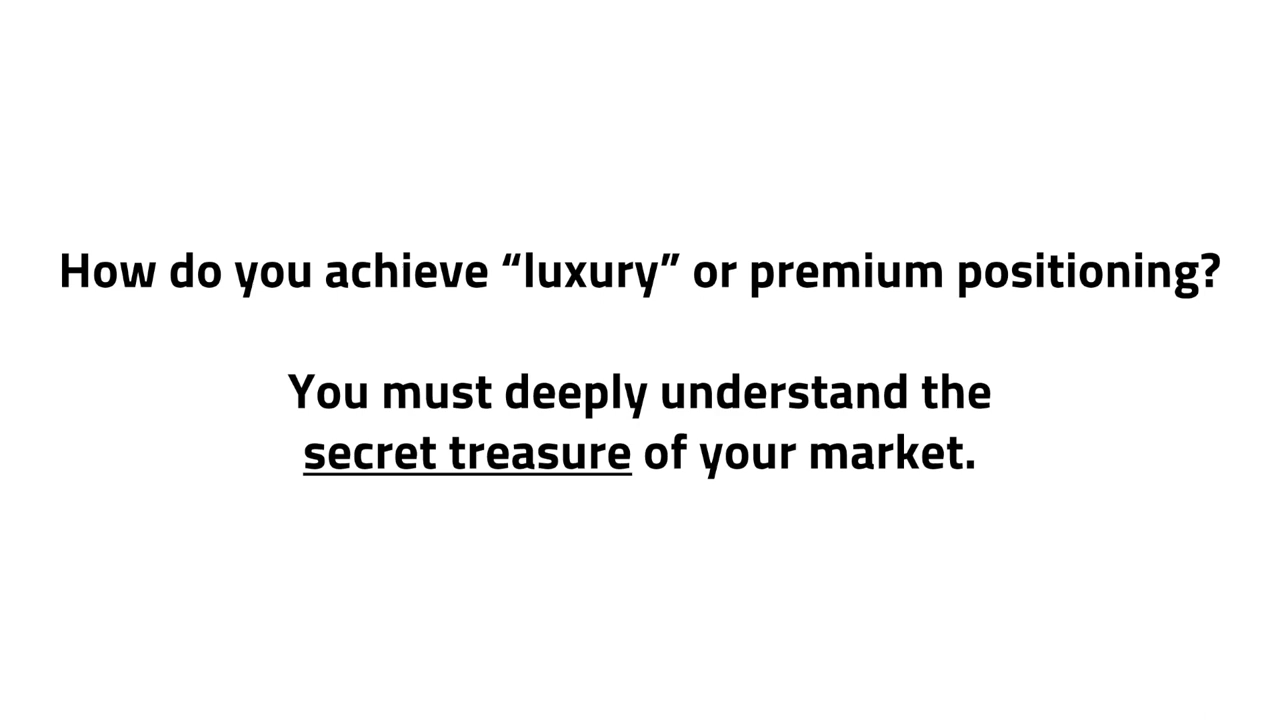 How do you achieve “luxury” or premium positioning?
You must deeply understand the
secret treasure of your market.